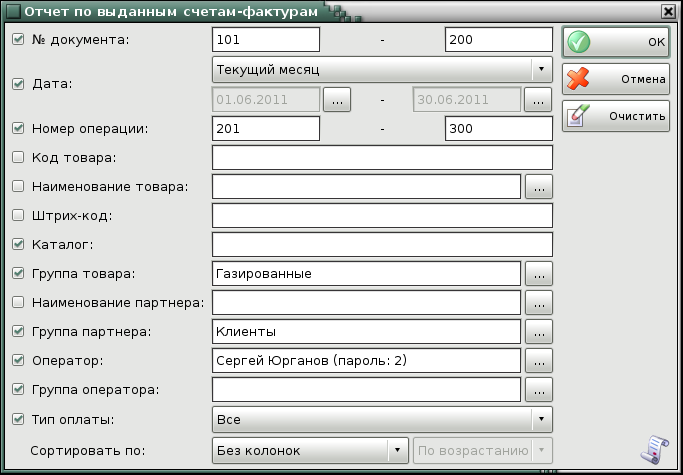 Отчет по выданным счетам-фактурам
№ документа: 101 - 200
Текущий месяц
Дата:
01.06.2011 ... - 30.06.2011 ...
Номер операции: 201 - 300
Код товара:
Наименование товара: ...
Штрих-код:
Каталог:
Группа товара: Газированные ...
Наименование партнера: ...
Группа партнера: Клиенты ...
Оператор: Сергей Юрганов (пароль: 2) ...
Группа оператора: ...
Тип оплаты: Все
Сортировать по: Без колонок По возрастанию
OK
Отмена
Очистить